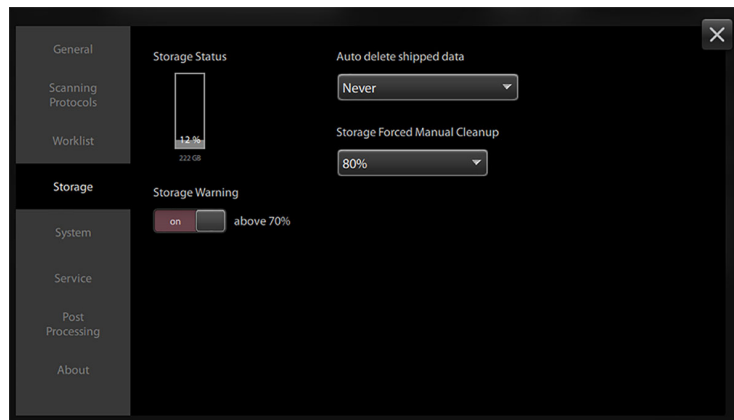 General
Scanning
Protocols
Worklist
Storage
System
Service
Post
Processing
About
Storage Status
12 %
222 GB
Storage Warning
on
above 70%
Auto delete shipped data
Never
Storage Forced Manual Cleanup
80%